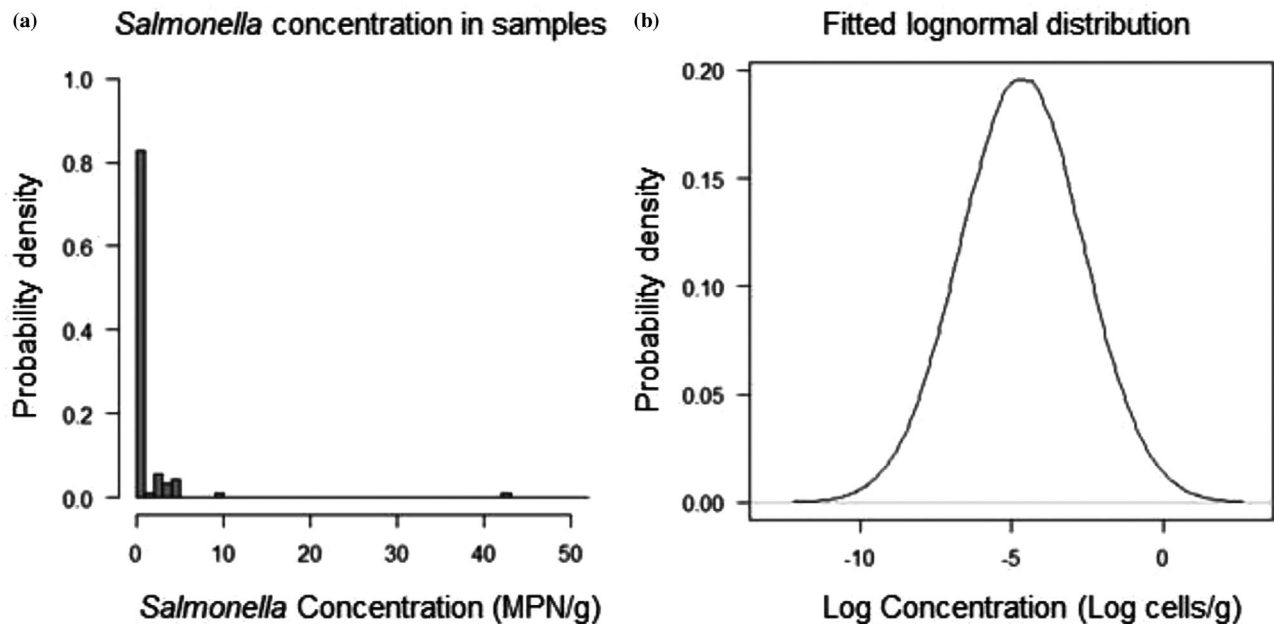 (a)
Salmonella concentration in samples
1.0
0.8
0.6
0.4
0.2
0.0
Probability density
0 10 20 30 40 50
Salmonella Concentration (MPN/g)
(b)
Fitted lognormal distribution
0.20
0.15
0.10
0.05
0.00
Probability density
-10 -5 0
Log Concentration (Log cells/g)